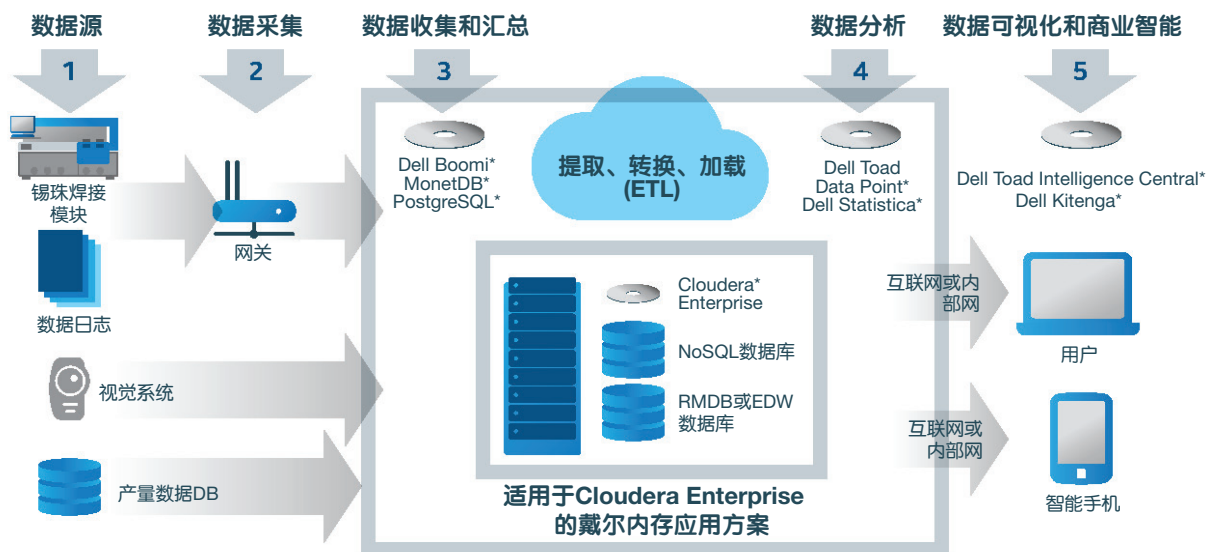 数据源
数据采集
数据收集和汇总
数据分析
数据可视化和商业智能
1
2
3
4
5
锡珠焊接
模块
数据日志
视觉系统
产量数据DB
网关
Dell Boomi*
MonetDB*
PostgreSQL*
提取、转换、加载
(ETL)
Cloudera*
Enterprise
NoSQL数据库
RMDB或EDW
数据库
适用于Cloudera Enterprise
的戴尔内存应用方案
Dell Toad
Data Point*
Dell Statistica*
Dell Toad Intelligence Central*
Dell Kitenga*
互联网或内
部网
用户
互联网或
内部网
智能手机